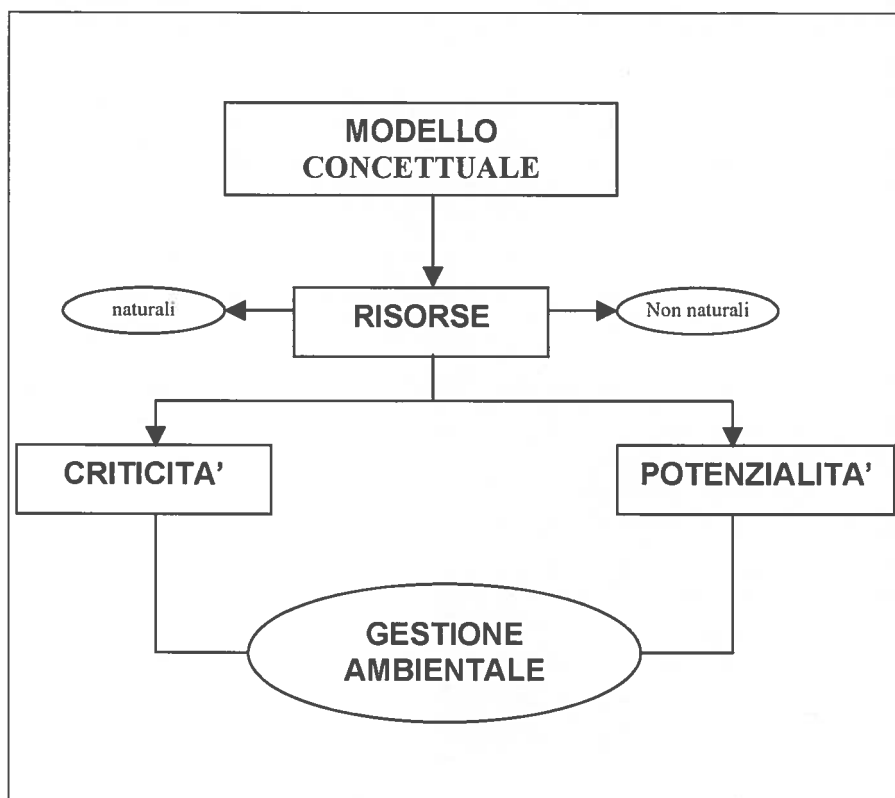 MODELLO
CONCETTUALE
naturali
RISORSE
Non naturali
CRITICITA'
POTENZIALITA'
GESTIONE
AMBIENTALE